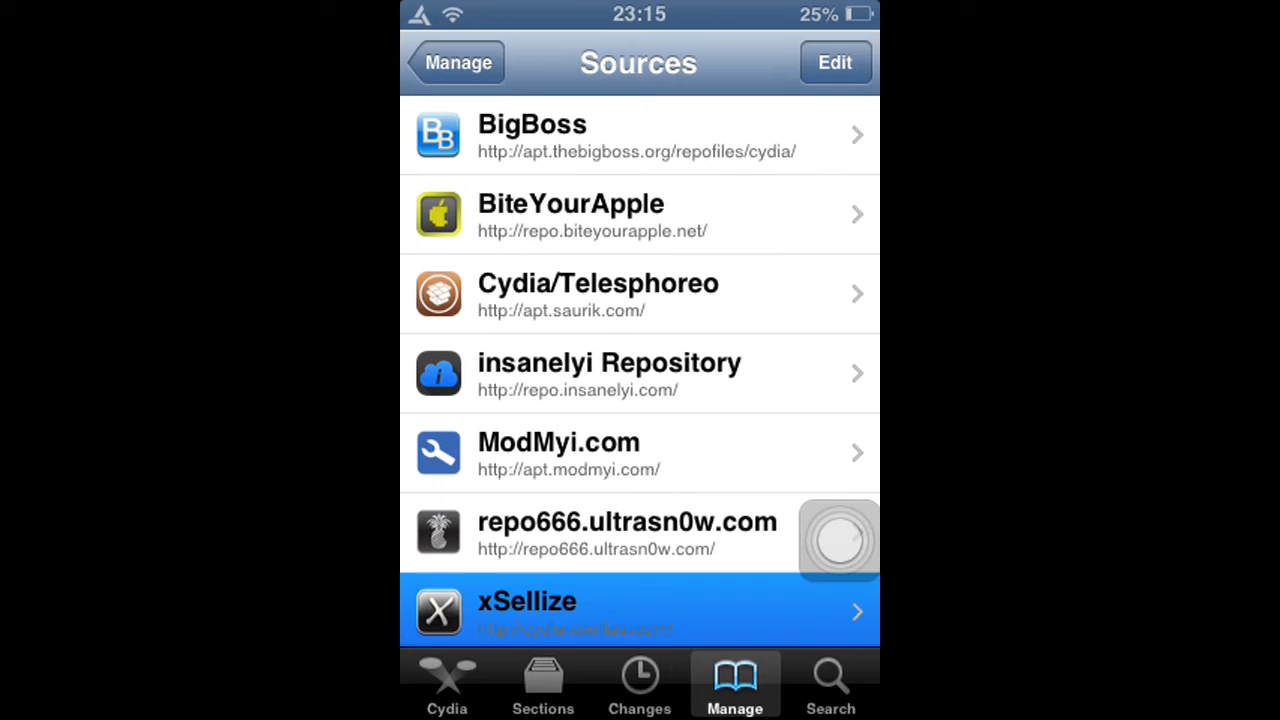 23:15
25%
Manage
Sources
Edit
BB
BigBoss
http://apt.thebigboss.org/repofiles/cydia/
BiteYourApple
http://repo.biteyourapple.net/
Cydia/Telesphoreo
http://apt.saurik.com/
i
insanelyi Repository
http://repo.insanelyi.com/
ModMyi.com
http://apt.modmyi.com/
repo666.ultrasn0w.com
http://repo666.ultrasn0w.com/
X
xSellize
Cydia
Sections
Changes
Manage
Search